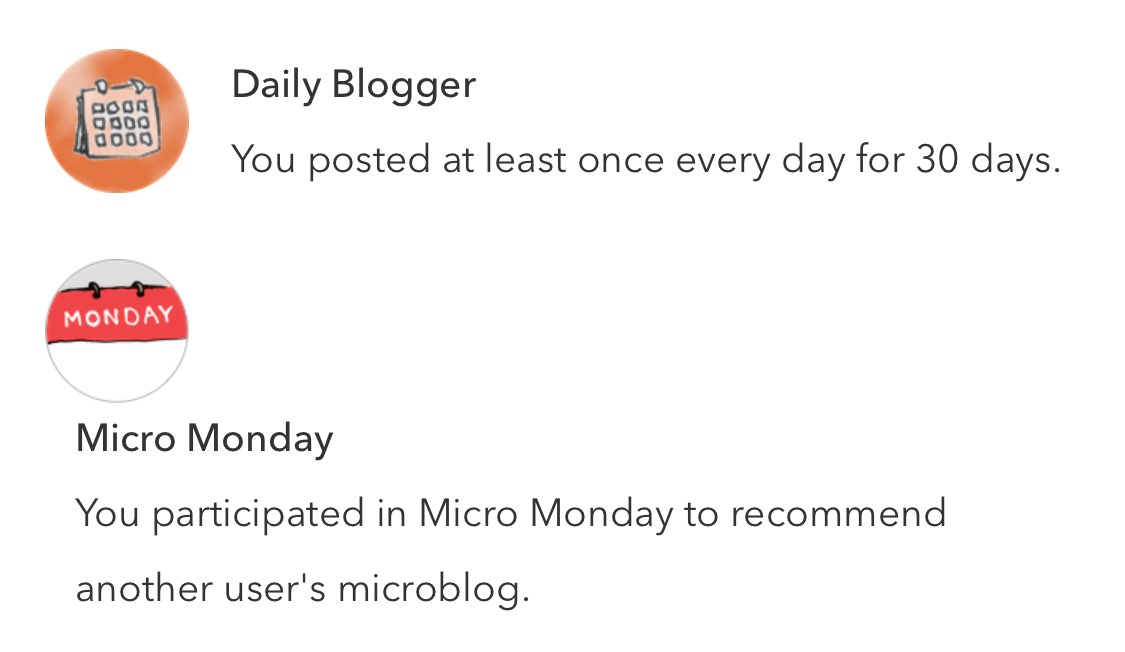 Daily Blogger
You posted at least once every day for 30 days.
MONDAY
Micro Monday
You participated in Micro Monday to recommend
another user's microblog.